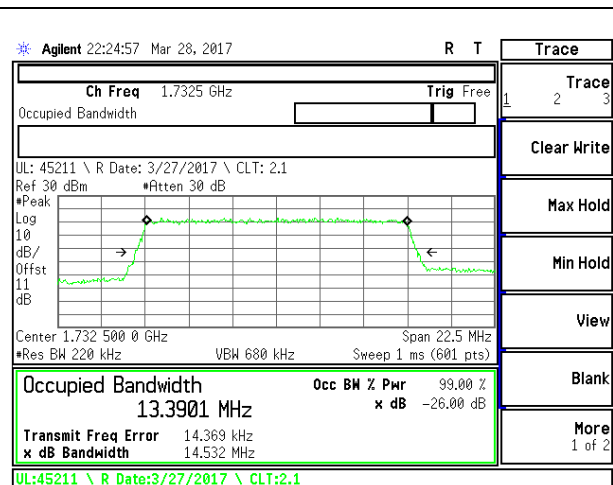 Agilent 22:24:57 Mar 28, 2017 R T Trace
Ch Freq 1.7325 GHz Trig Free
Occupied Bandwidth
Trace
1 2 3
Clear Write
UL: 45211 \ R Date: 3/27/2017 \ CLT: 2.1
Ref 30 dBm #Atten 30 dB
#Peak
Log
10
dB/
Offst
11
dB
Max Hold
Min Hold
View
Center 1.732 500 0 GHz Span 22.5 MHz
#Res BW 220 kHz VBW 680 kHz Sweep 1 ms (601 pts)
Occupied Bandwidth Occ BW % Pwr 99.00 %
13.3901 MHz x dB -26.00 dB
Blank
Transmit Freq Error 14.369 kHz
x dB Bandwidth 14.532 MHz
More
1 of 2
UL:45211 \ R Date:3/27/2017 \ CLT:2.1